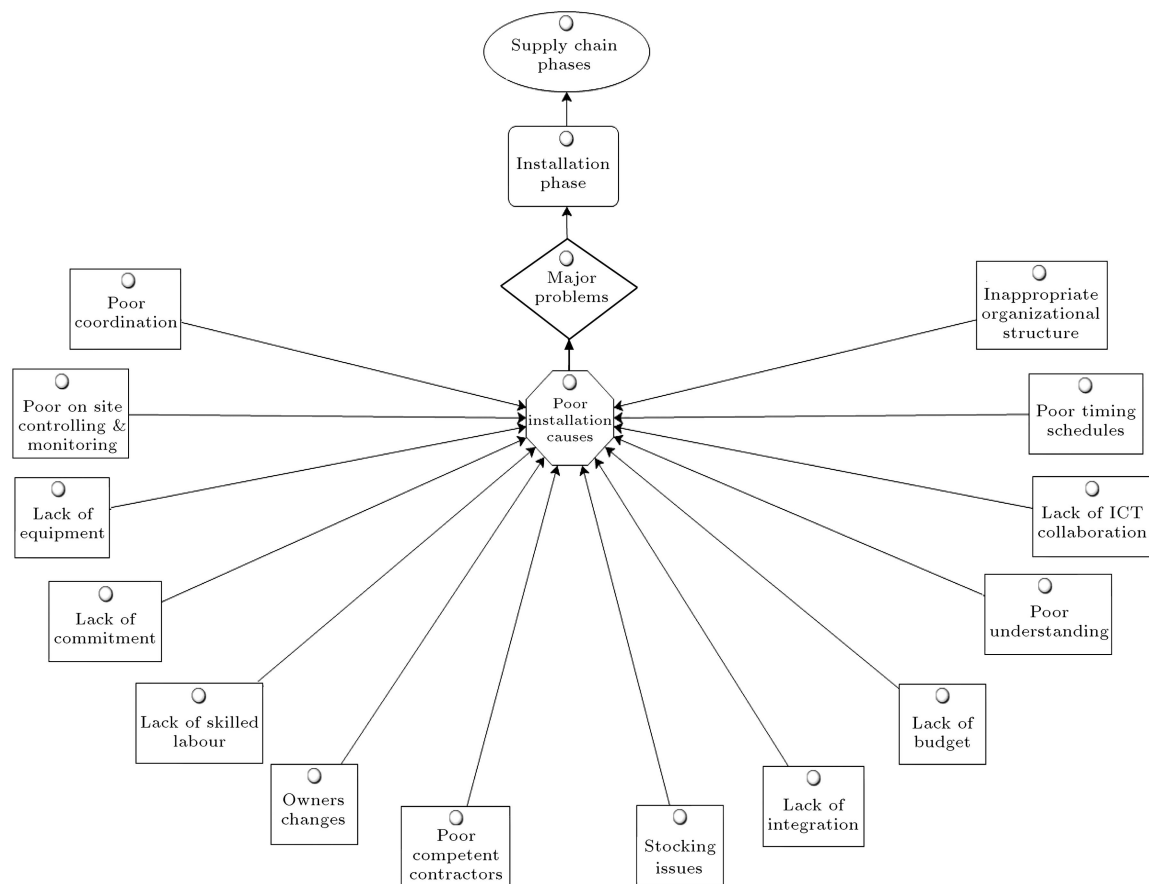 Supply chain
phases
Installation
phase
Major
problems
Poor
installation
causes
Poor
coordination
Poor on site
controlling &
monitoring
Lack of
equipment
Lack of
commitment
Lack of skilled
labour
Owners
changes
Poor
competent
contractors
Stocking
issues
Lack of
integration
Lack of
budget
Poor
understanding
Lack of ICT
collaboration
Poor timing
schedules
Inappropriate
organizational
structure